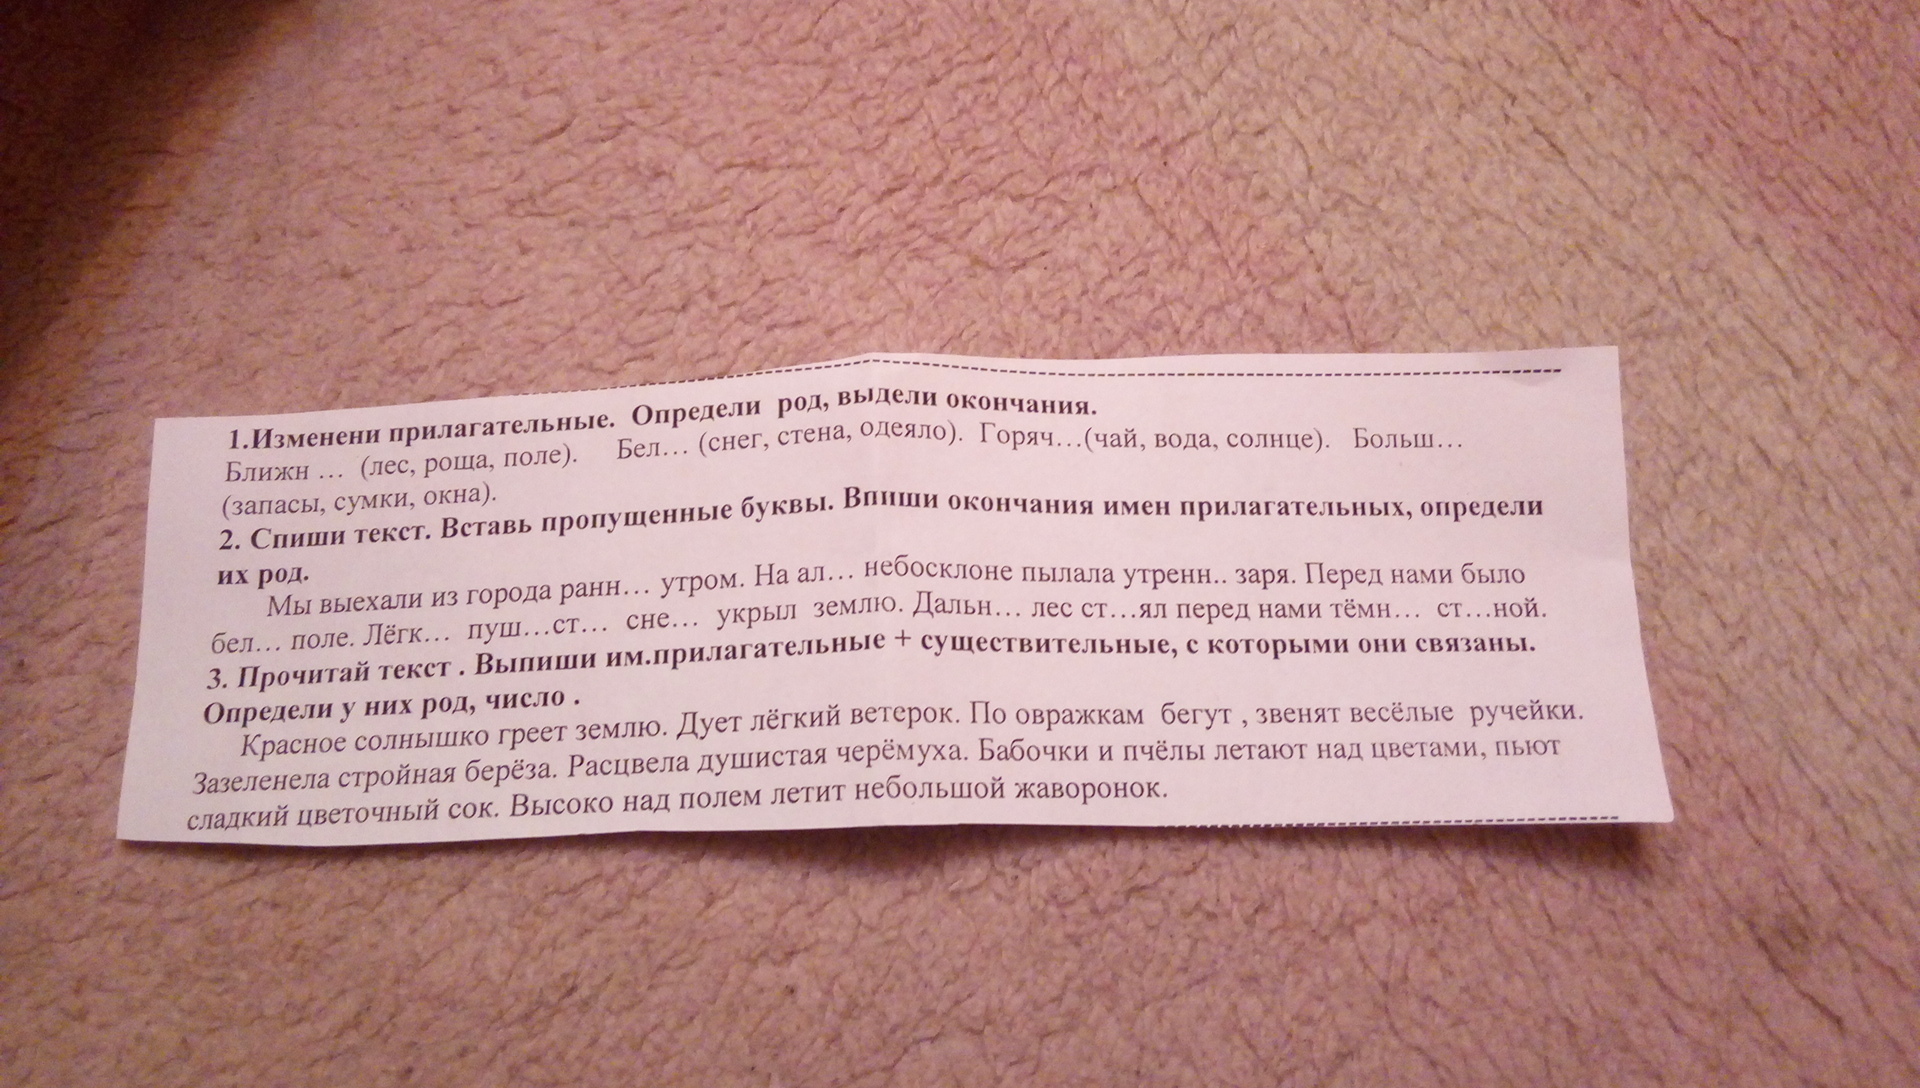 1.Изменени прилагательные. Определи род, выдели окончания.
Ближн … (лес, роща, поле). Бел… (снег, стена, одеяло). Горяч…(чай, вода, солнце). Больш…
(запасы, сумки, окна).
2. Спиши текст. Вставь пропущенные буквы. Впиши окончания имен прилагательных, определи
их род.
Мы выехали из города ранн… утром. На ал… небосклоне пылала утренн.. заря. Перед нами было
бел… поле. Лёгк… пуш…ст… сне… укрыл землю. Дальн… лес ст…ял перед нами тёмн… ст…ной.
3. Прочитай текст . Выпиши им.прилагательные + существительные, с которыми они связаны.
Определи у них род, число .
Красное солнышко греет землю. Дует лёгкий ветерок. По овражкам бегут , звенят весёлые ручейки.
Зазеленела стройная берёза. Расцвела душистая черёмуха. Бабочки и пчёлы летают над цветами, пьют
сладкий цветочный сок. Высоко над полем летит небольшой жаворонок.